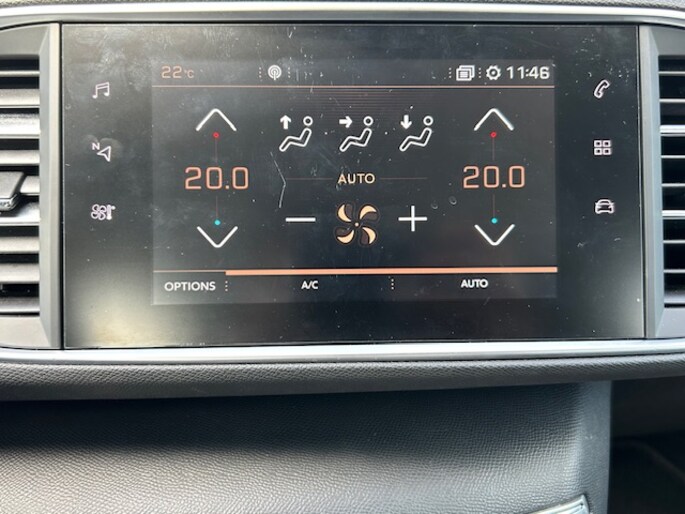 22°C 11:46
N
20.0 AUTO 20.0
OPTIONS A/C AUTO